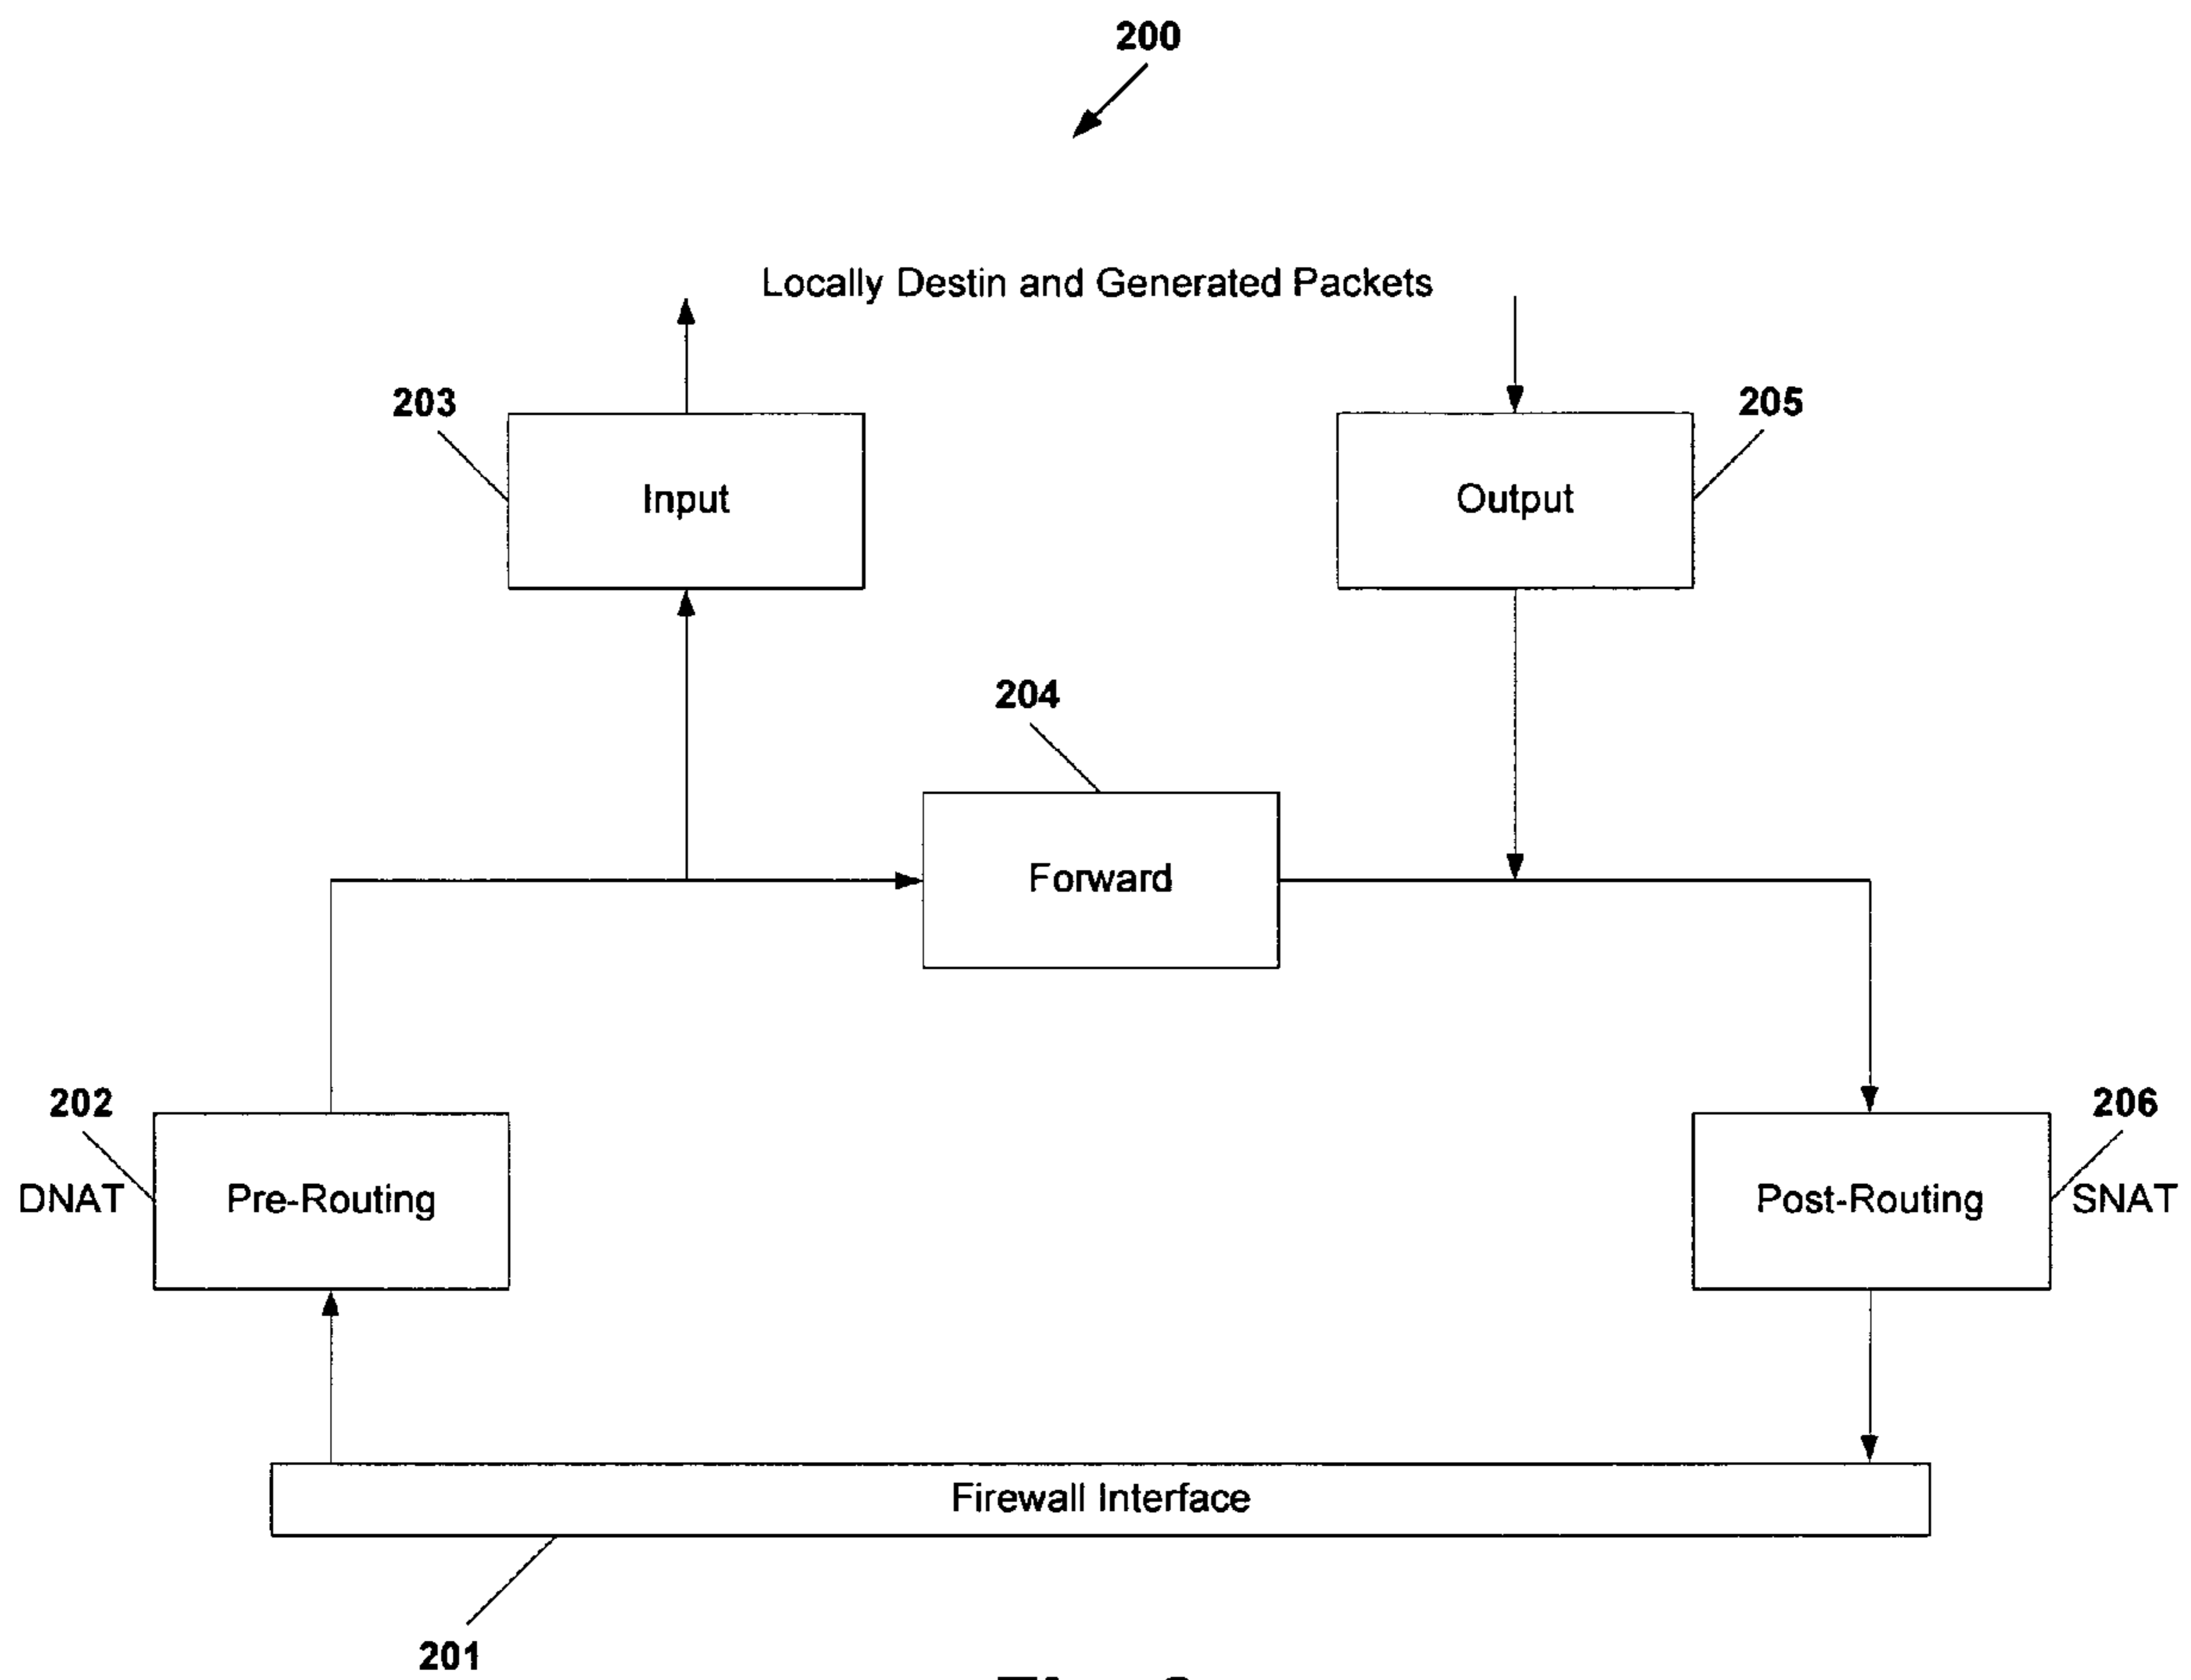 200
Locally Destin and Generated Packets
203
205
Input
Output
204
Forward
202
206
DNAT
Pre-Routing
Post-Routing
SNAT
Firewall Interface
201